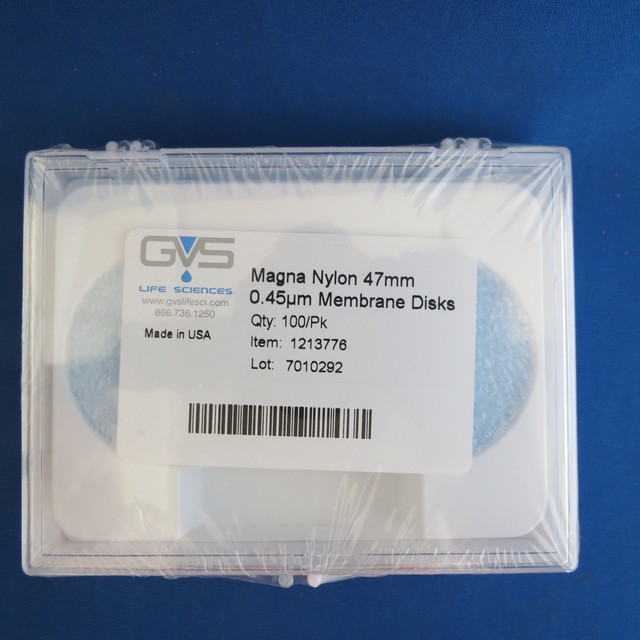 GVS
LIFE SCIENCES
www.gvslifesci.com
866.736.1250
Made in USA
Magna Nylon 47mm
0.45µm Membrane Disks
Qty: 100/Pk
Item: 1213776
Lot: 7010292